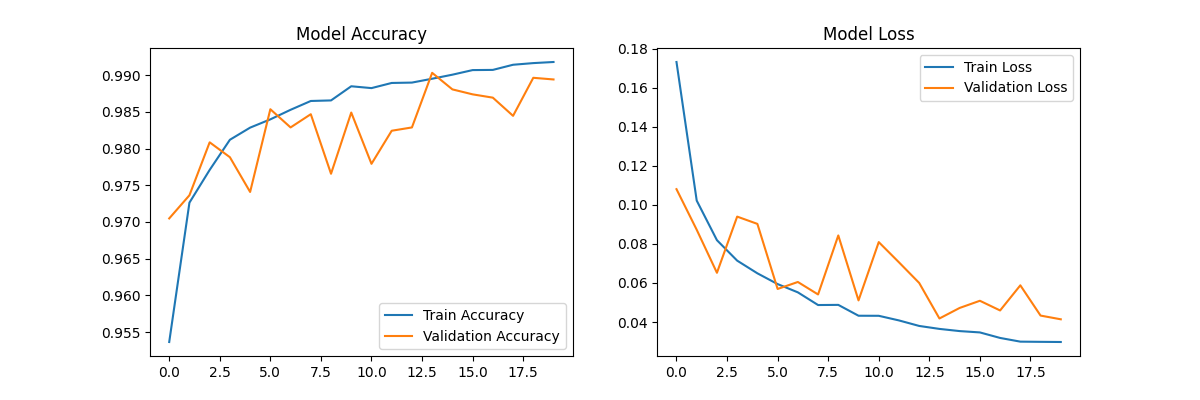 Model Accuracy
0.990
0.985
0.980
0.975
0.970
0.965
0.960
0.955
Train Accuracy
Validation Accuracy
0.0 2.5 5.0 7.5 10.0 12.5 15.0 17.5
Model Loss
0.18
0.16
0.14
0.12
0.10
0.08
0.06
0.04
Train Loss
Validation Loss
0.0 2.5 5.0 7.5 10.0 12.5 15.0 17.5